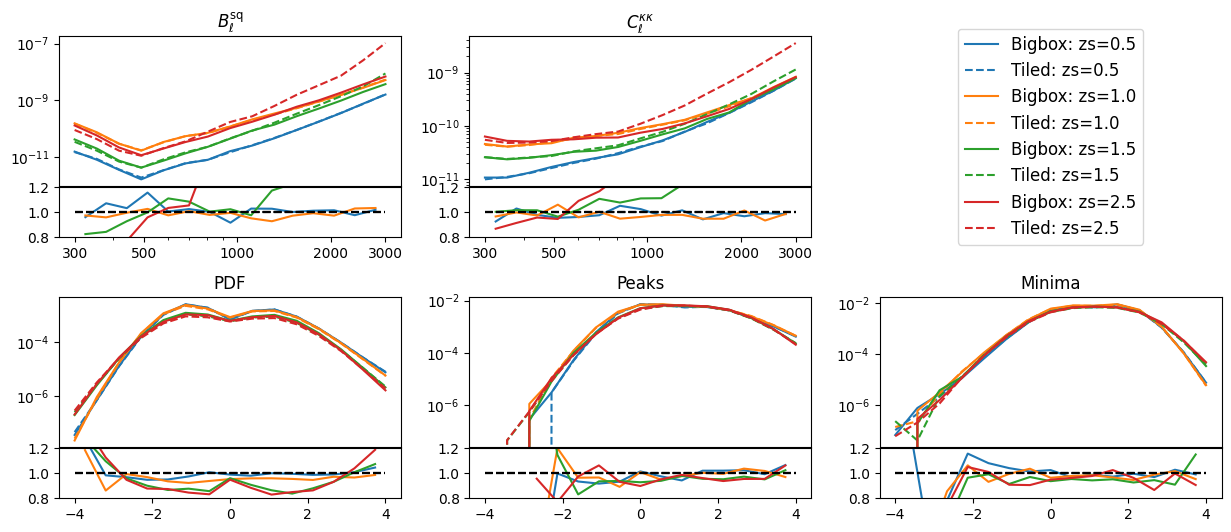 B_ℓ^sq
C_ℓ^κκ
10⁻⁷
10⁻⁹
10⁻¹¹
1.2
1.0
0.8
300 500 1000 2000 3000
10⁻⁹
10⁻¹⁰
10⁻¹¹
1.2
1.0
0.8
300 500 1000 2000 3000
Bigbox: zs=0.5
Tiled: zs=0.5
Bigbox: zs=1.0
Tiled: zs=1.0
Bigbox: zs=1.5
Tiled: zs=1.5
Bigbox: zs=2.5
Tiled: zs=2.5
PDF
10⁻⁴
10⁻⁶
1.2
1.0
0.8
−4 −2 0 2 4
Peaks
10⁻²
10⁻⁴
10⁻⁶
1.2
1.0
0.8
−4 −2 0 2 4
Minima
10⁻²
10⁻⁴
10⁻⁶
1.2
1.0
0.8
−4 −2 0 2 4